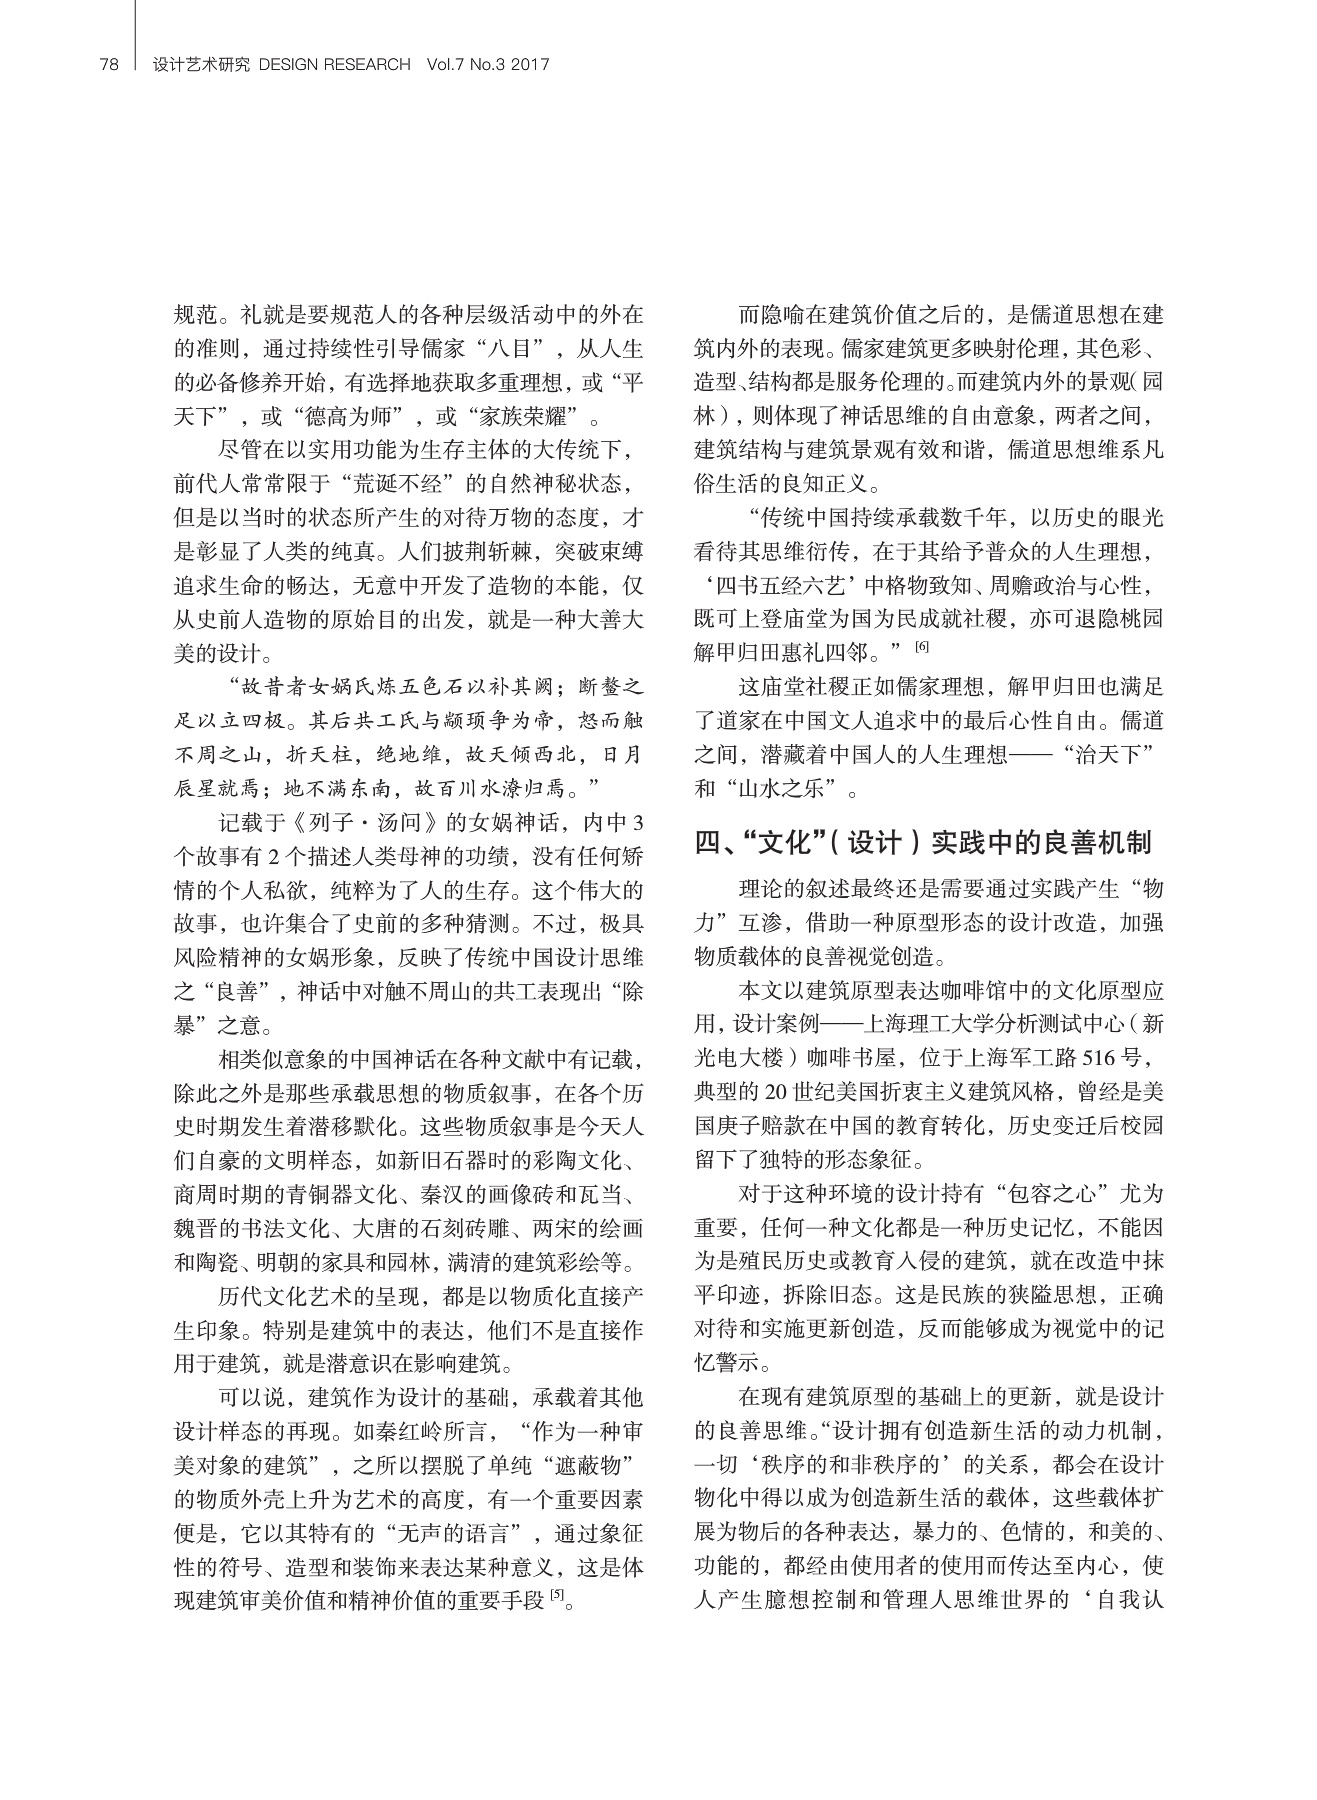 78 设计艺术研究 DESIGN RESEARCH Vol.7 No.3 2017
规范。礼就是要规范人的各种层级活动中的外在
的准则，通过持续性引导儒家“八目”，从人生
的必备修养开始，有选择地获取多重理想，或“平
天下”，或“德高为师”，或“家族荣耀”。
尽管在以实用功能为生存主体的大传统下，
前代人常常限于“荒诞不经”的自然神秘状态，
但是以当时的状态所产生的对待万物的态度，才
是彰显了人类的纯真。人们披荆斩棘，突破束缚
追求生命的畅达，无意中开发了造物的本能，仅
从史前人造物的原始目的出发，就是一种大善大
美的设计。
“故昔者女娲氏炼五色石以补其阙；断鳌之
足以立四极。其后共工氏与颛顼争为帝，怒而触
不周之山，折天柱，绝地维，故天倾西北，日月
辰星就焉；地不满东南，故百川水潦归焉。”
记载于《列子·汤问》的女娲神话，内中 3
个故事有 2 个描述人类母神的功绩，没有任何矫
情的个人私欲，纯粹为了人的生存。这个伟大的
故事，也许集合了史前的多种猜测。不过，极具
风险精神的女娲形象，反映了传统中国设计思维
之“良善”，神话中对触不周山的共工表现出“除
暴”之意。
相类似意象的中国神话在各种文献中有记载，
除此之外是那些承载思想的物质叙事，在各个历
史时期发生着潜移默化。这些物质叙事是今天人
们自豪的文明样态，如新旧石器时的彩陶文化、
商周时期的青铜器文化、秦汉的画像砖和瓦当、
魏晋的书法文化、大唐的石刻砖雕、两宋的绘画
和陶瓷、明朝的家具和园林，满清的建筑彩绘等。
历代文化艺术的呈现，都是以物质化直接产
生印象。特别是建筑中的表达，他们不是直接作
用于建筑，就是潜意识在影响建筑。
可以说，建筑作为设计的基础，承载着其他
设计样态的再现。如秦红岭所言，“作为一种审
美对象的建筑”，之所以摆脱了单纯“遮蔽物”
的物质外壳上升为艺术的高度，有一个重要因素
便是，它以其特有的“无声的语言”，通过象征
性的符号、造型和装饰来表达某种意义，这是体
现建筑审美价值和精神价值的重要手段 [5]。
而隐喻在建筑价值之后的，是儒道思想在建
筑内外的表现。儒家建筑更多映射伦理，其色彩、
造型、结构都是服务伦理的。而建筑内外的景观（园
林），则体现了神话思维的自由意象，两者之间，
建筑结构与建筑景观有效和谐，儒道思想维系凡
俗生活的良知正义。
“传统中国持续承载数千年，以历史的眼光
看待其思维衍传，在于其给予普众的人生理想，
‘四书五经六艺’中格物致知、周赡政治与心性，
既可上登庙堂为国为民成就社稷，亦可退隐桃园
解甲归田惠礼四邻。” [6]
这庙堂社稷正如儒家理想，解甲归田也满足
了道家在中国文人追求中的最后心性自由。儒道
之间，潜藏着中国人的人生理想——“治天下”
和“山水之乐”。
四、“文化”（设计）实践中的良善机制
理论的叙述最终还是需要通过实践产生“物
力”互渗，借助一种原型形态的设计改造，加强
物质载体的良善视觉创造。
本文以建筑原型表达咖啡馆中的文化原型应
用，设计案例——上海理工大学分析测试中心（新
光电大楼）咖啡书屋，位于上海军工路 516 号，
典型的 20 世纪美国折衷主义建筑风格，曾经是美
国庚子赔款在中国的教育转化，历史变迁后校园
留下了独特的形态象征。
对于这种环境的设计持有“包容之心”尤为
重要，任何一种文化都是一种历史记忆，不能因
为是殖民历史或教育入侵的建筑，就在改造中抹
平印迹，拆除旧态。这是民族的狭隘思想，正确
对待和实施更新创造，反而能够成为视觉中的记
忆警示。
在现有建筑原型的基础上的更新，就是设计
的良善思维。“设计拥有创造新生活的动力机制，
一切‘秩序的和非秩序的’的关系，都会在设计
物化中得以成为创造新生活的载体，这些载体扩
展为物后的各种表达，暴力的、色情的，和美的、
功能的，都经由使用者的使用而传达至内心，使
人产生臆想控制和管理人思维世界的‘自我认